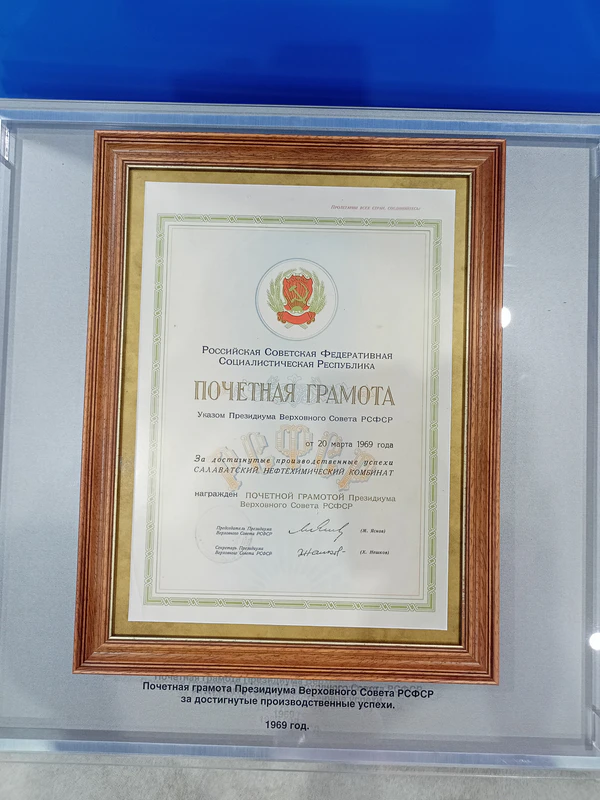 Пролетарии всех стран, соединяйтесь!
РОССИЙСКАЯ СОВЕТСКАЯ ФЕДЕРАТИВНАЯ
СОЦИАЛИСТИЧЕСКАЯ РЕСПУБЛИКА
ПОЧЕТНАЯ ГРАМОТА
Указом Президиума Верховного Совета РСФСР
от 20 марта 1969 года
РСФСР
За достигнутые производственные успехи
САЛАВАТСКИЙ НЕФТЕХИМИЧЕСКИЙ КОМБИНАТ
награжден ПОЧЕТНОЙ ГРАМОТОЙ Президиума
Верховного Совета РСФСР
Председатель Президиума
Верховного Совета РСФСР
(М. Яснов)
Секретарь Президиума
Верховного Совета РСФСР
(Х. Нешков)
Почетная грамота Президиума Верховного Совета РСФСР
за достигнутые производственные успехи.
1969 год.